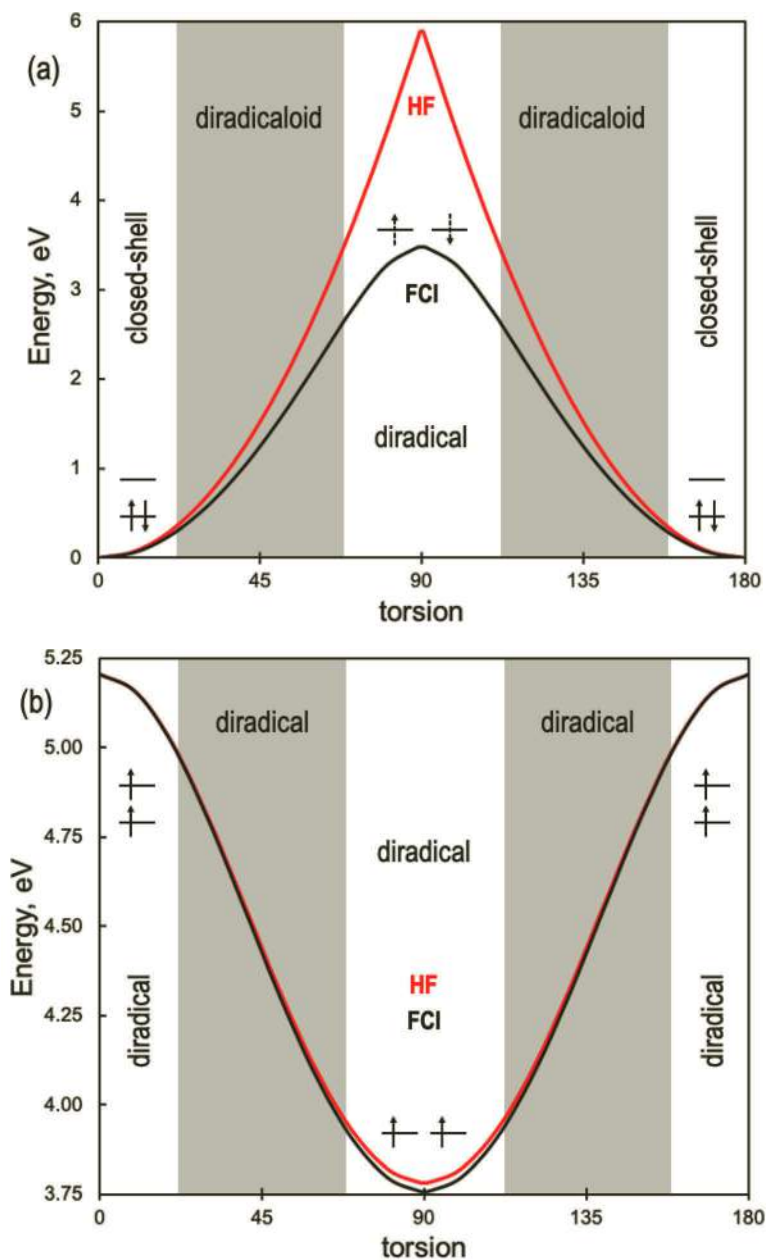 (a)
Energy, eV
6
5
4
3
2
1
0
closed-shell
diradicaloid
HF
diradicaloid
closed-shell
FCI
diradical
0 45 90 135 180
torsion
(b)
Energy, eV
5.25
5.00
4.75
4.50
4.25
4.00
3.75
diradical
diradical
diradical
HF
FCI
diradical
diradical
0 45 90 135 180
torsion